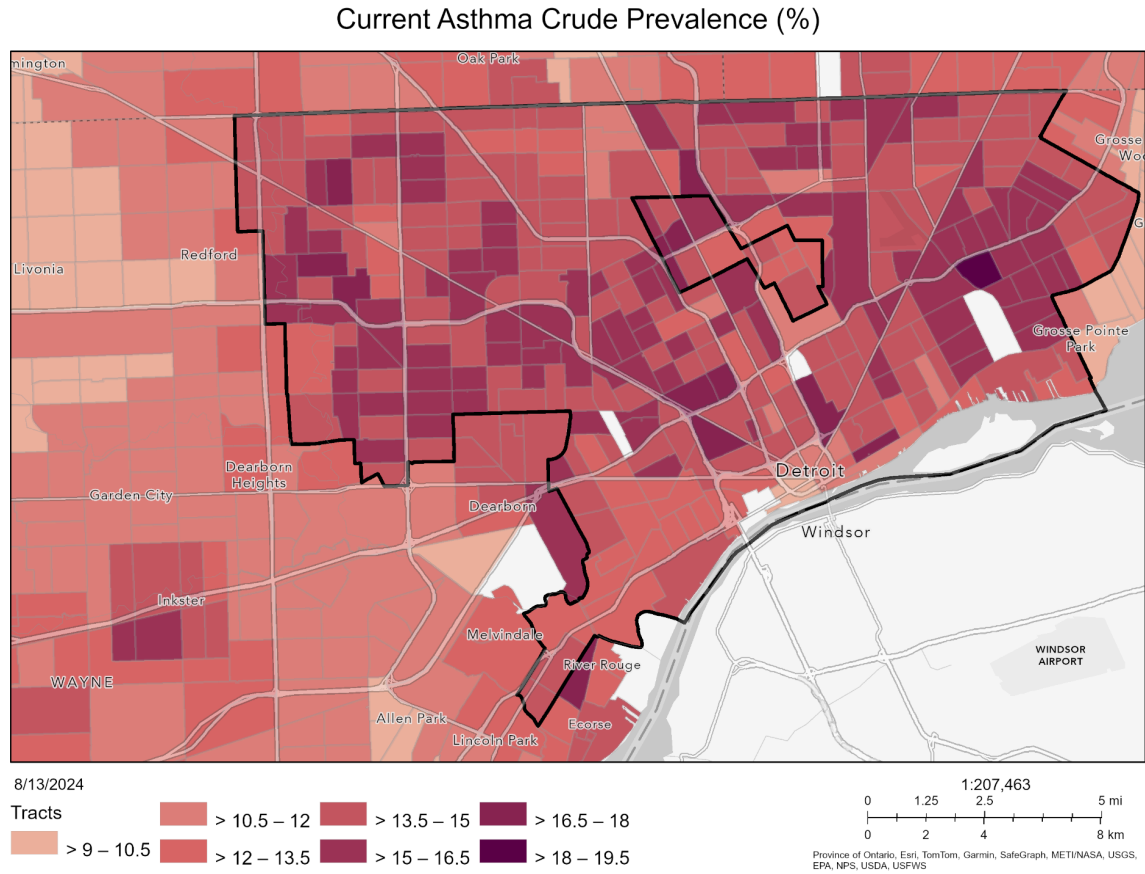 Current Asthma Crude Prevalence (%)
mington
Oak Park
Grosse
Woo
G
Redford
Livonia
Grosse Pointe
Park
Dearborn
Heights
Garden City
Dearborn
Detroit
Windsor
Inkster
Melvindale
River Rouge
WINDSOR
AIRPORT
WAYNE
Allen Park
Ecorse
Lincoln Park
8/13/2024
Tracts
> 9 – 10.5
> 10.5 – 12
> 12 – 13.5
> 13.5 – 15
> 15 – 16.5
> 16.5 – 18
> 18 – 19.5
1:207,463
0 1.25 2.5 5 mi
0 2 4 8 km
Province of Ontario, Esri, TomTom, Garmin, SafeGraph, METI/NASA, USGS,
EPA, NPS, USDA, USFWS